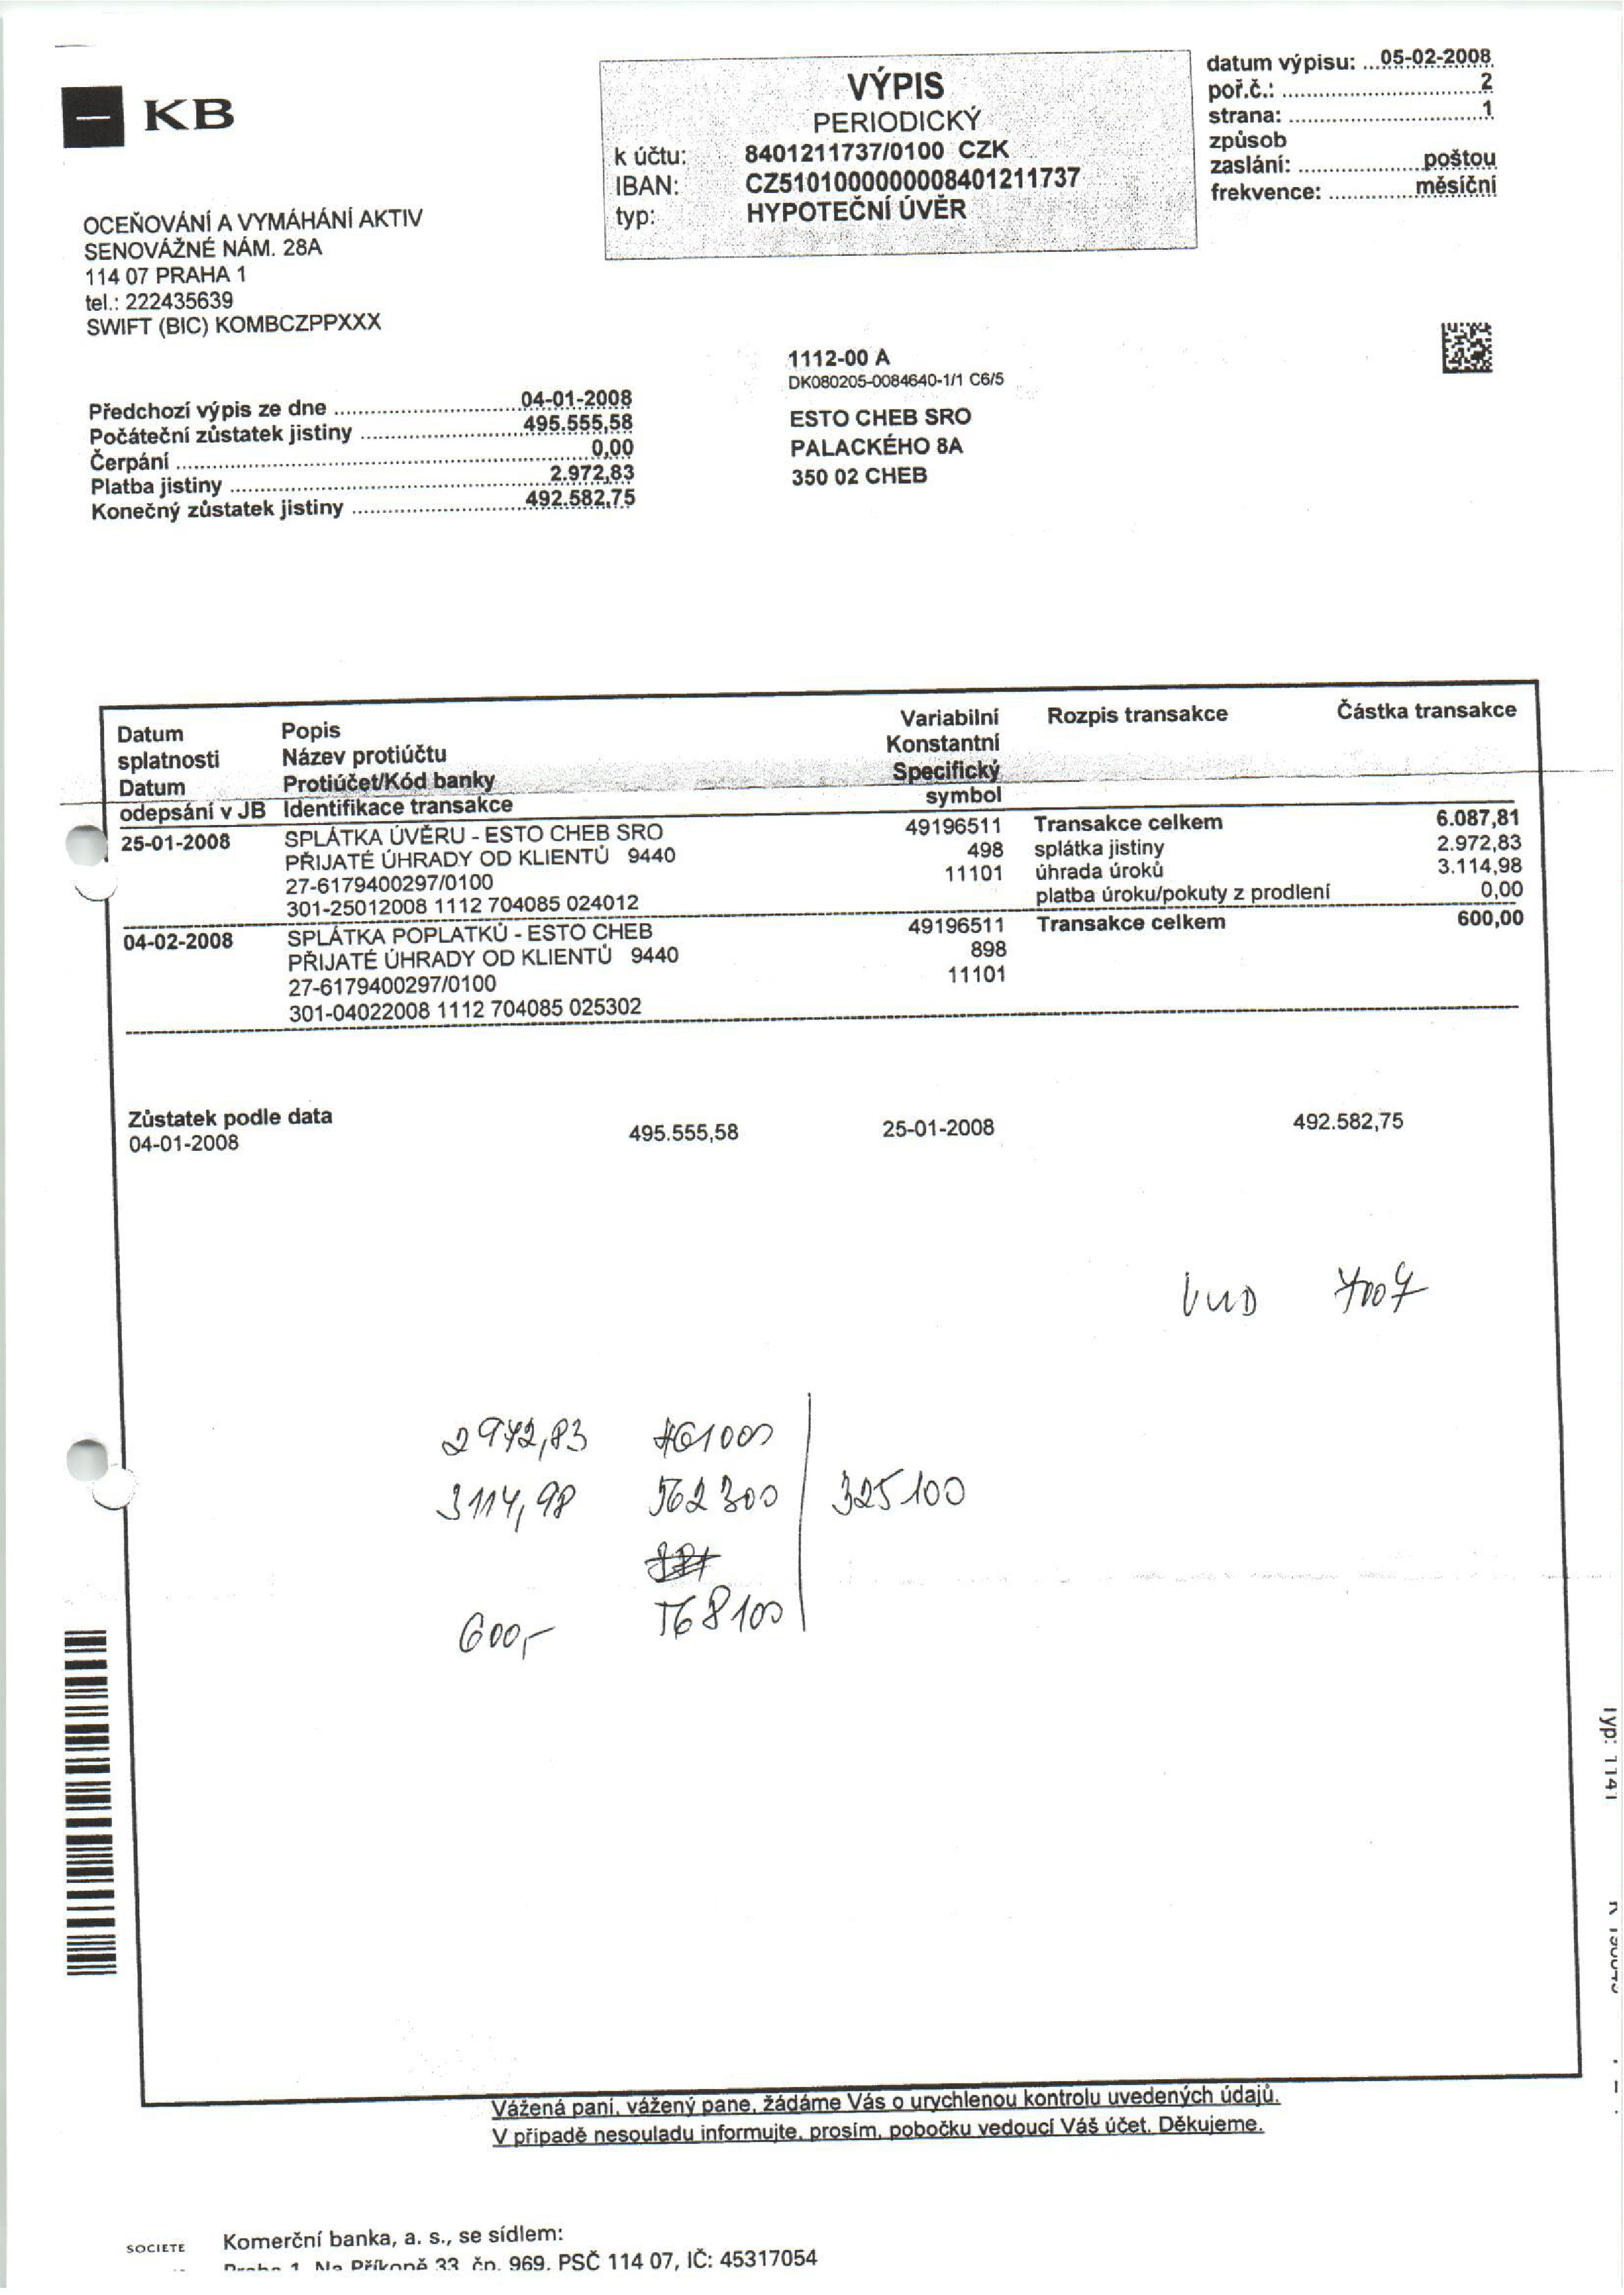 KB
VÝPIS
PERIODICKÝ
k účtu: 8401211737/0100 CZK
IBAN: CZ5101000000008401211737
typ: HYPOTEČNÍ ÚVĚR
datum výpisu: ...05-02-2008
poř.č.: ................................2
strana: ................................1
způsob
zaslání: ....................poštou
frekvence: ..............měsíční
OCEŇOVÁNÍ A VYMÁHÁNÍ AKTIV
SENOVÁŽNÉ NÁM. 28A
114 07 PRAHA 1
tel.: 222435639
SWIFT (BIC) KOMBCZPPXXX
1112-00 A
DK080205-0084640-1/1 C6/5
ESTO CHEB SRO
PALACKÉHO 8A
350 02 CHEB
Předchozí výpis ze dne ............................04-01-2008
Počáteční zůstatek jistiny ........................495.555,58
Čerpání ............................................................0,00
Platba jistiny ................................................2.972,83
Konečný zůstatek jistiny ..........................492.582,75
Datum Popis Variabilní Rozpis transakce Částka transakce
splatnosti Název protiúčtu Konstantní
Datum Protiúčet/Kód banky Specifický
odepsání v JB Identifikace transakce symbol
25-01-2008 SPLÁTKA ÚVĚRU - ESTO CHEB SRO 49196511 Transakce celkem 6.087,81
PŘIJATÉ ÚHRADY OD KLIENTŮ 9440 498 splátka jistiny 2.972,83
27-6179400297/0100 11101 úhrada úroků 3.114,98
301-25012008 1112 704085 024012 platba úroku/pokuty z prodlení 0,00
04-02-2008 SPLÁTKA POPLATKŮ - ESTO CHEB 49196511 Transakce celkem 600,00
PŘIJATÉ ÚHRADY OD KLIENTŮ 9440 898
27-6179400297/0100 11101
301-04022008 1112 704085 025302
Zůstatek podle data
04-01-2008 495.555,58 25-01-2008 492.582,75
VUD 7007
2972,83 461000
3114,98 562300 325100
600,- 568100
Typ: 1141
Vážená paní, vážený pane, žádáme Vás o urychlenou kontrolu uvedených údajů.
V případě nesouladu informujte, prosím, pobočku vedoucí Váš účet. Děkujeme.
SOCIETE
Komerční banka, a. s., se sídlem:
Praha 1, Na Příkopě 33, čp. 969, PSČ 114 07, IČ: 45317054